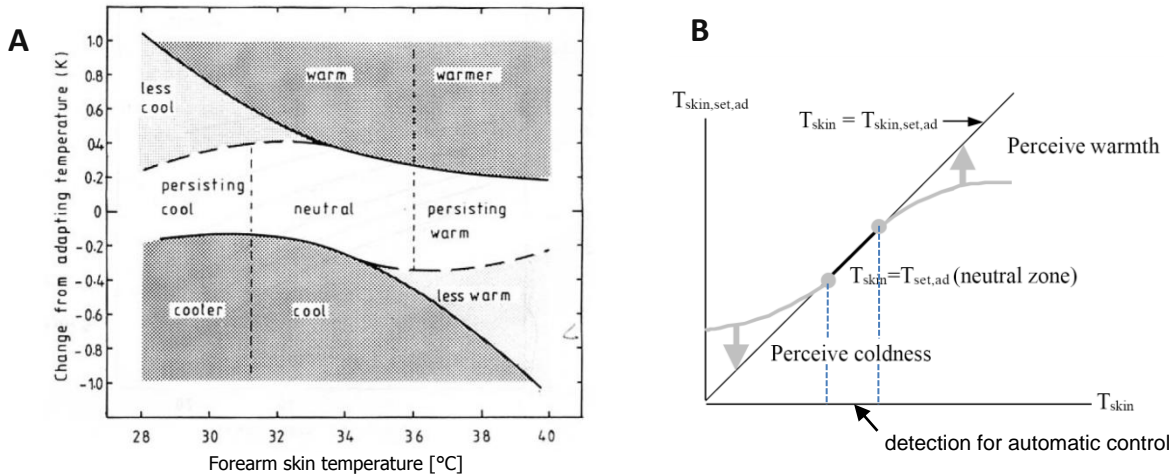 A
Change from adapting temperature (K)
1.0
0.8
0.6
0.4
0.2
0
-0.2
-0.4
-0.6
-0.8
-1.0
less
cool
warm
warmer
persisting
cool
neutral
persisting
warm
cooler
cool
less warm
28
30
32
34
36
38
40
Forearm skin temperature [°C]
B
Tskin,set,ad
Tskin = Tskin,set,ad
Perceive warmth
Tskin=Tset,ad (neutral zone)
Perceive coldness
Tskin
detection for automatic control